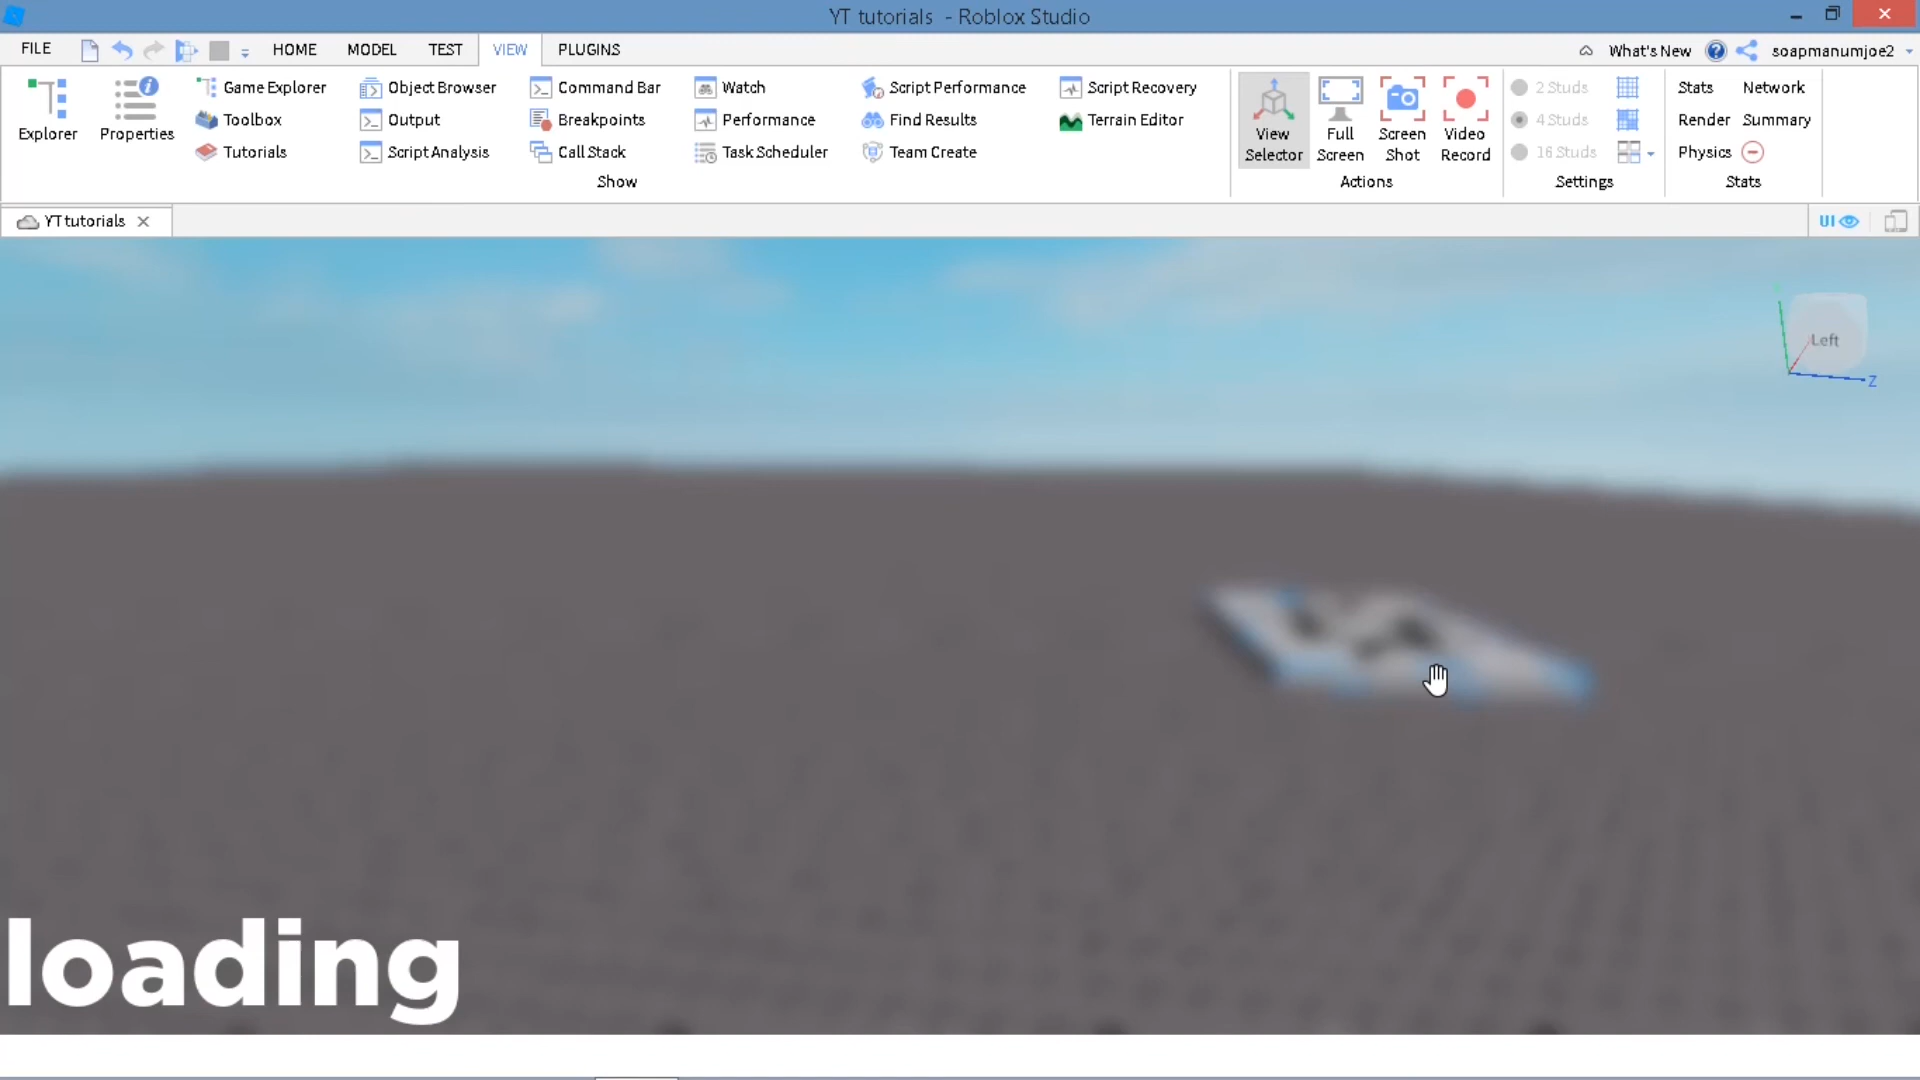 YT tutorials - Roblox Studio
FILE HOME MODEL TEST VIEW PLUGINS What's New ? soapmanumjoe2
Explorer
Properties
Game Explorer
Toolbox
Tutorials
Object Browser
Output
Script Analysis
Command Bar
Breakpoints
Call Stack
Watch
Performance
Task Scheduler
Script Performance
Find Results
Team Create
Script Recovery
Terrain Editor
Show
View
Selector
Full
Screen
Screen
Shot
Video
Record
Actions
2 Studs
4 Studs
16 Studs
Settings
Stats
Render
Physics
Network
Summary
Stats
YT tutorials
UI
Left
Z
loading